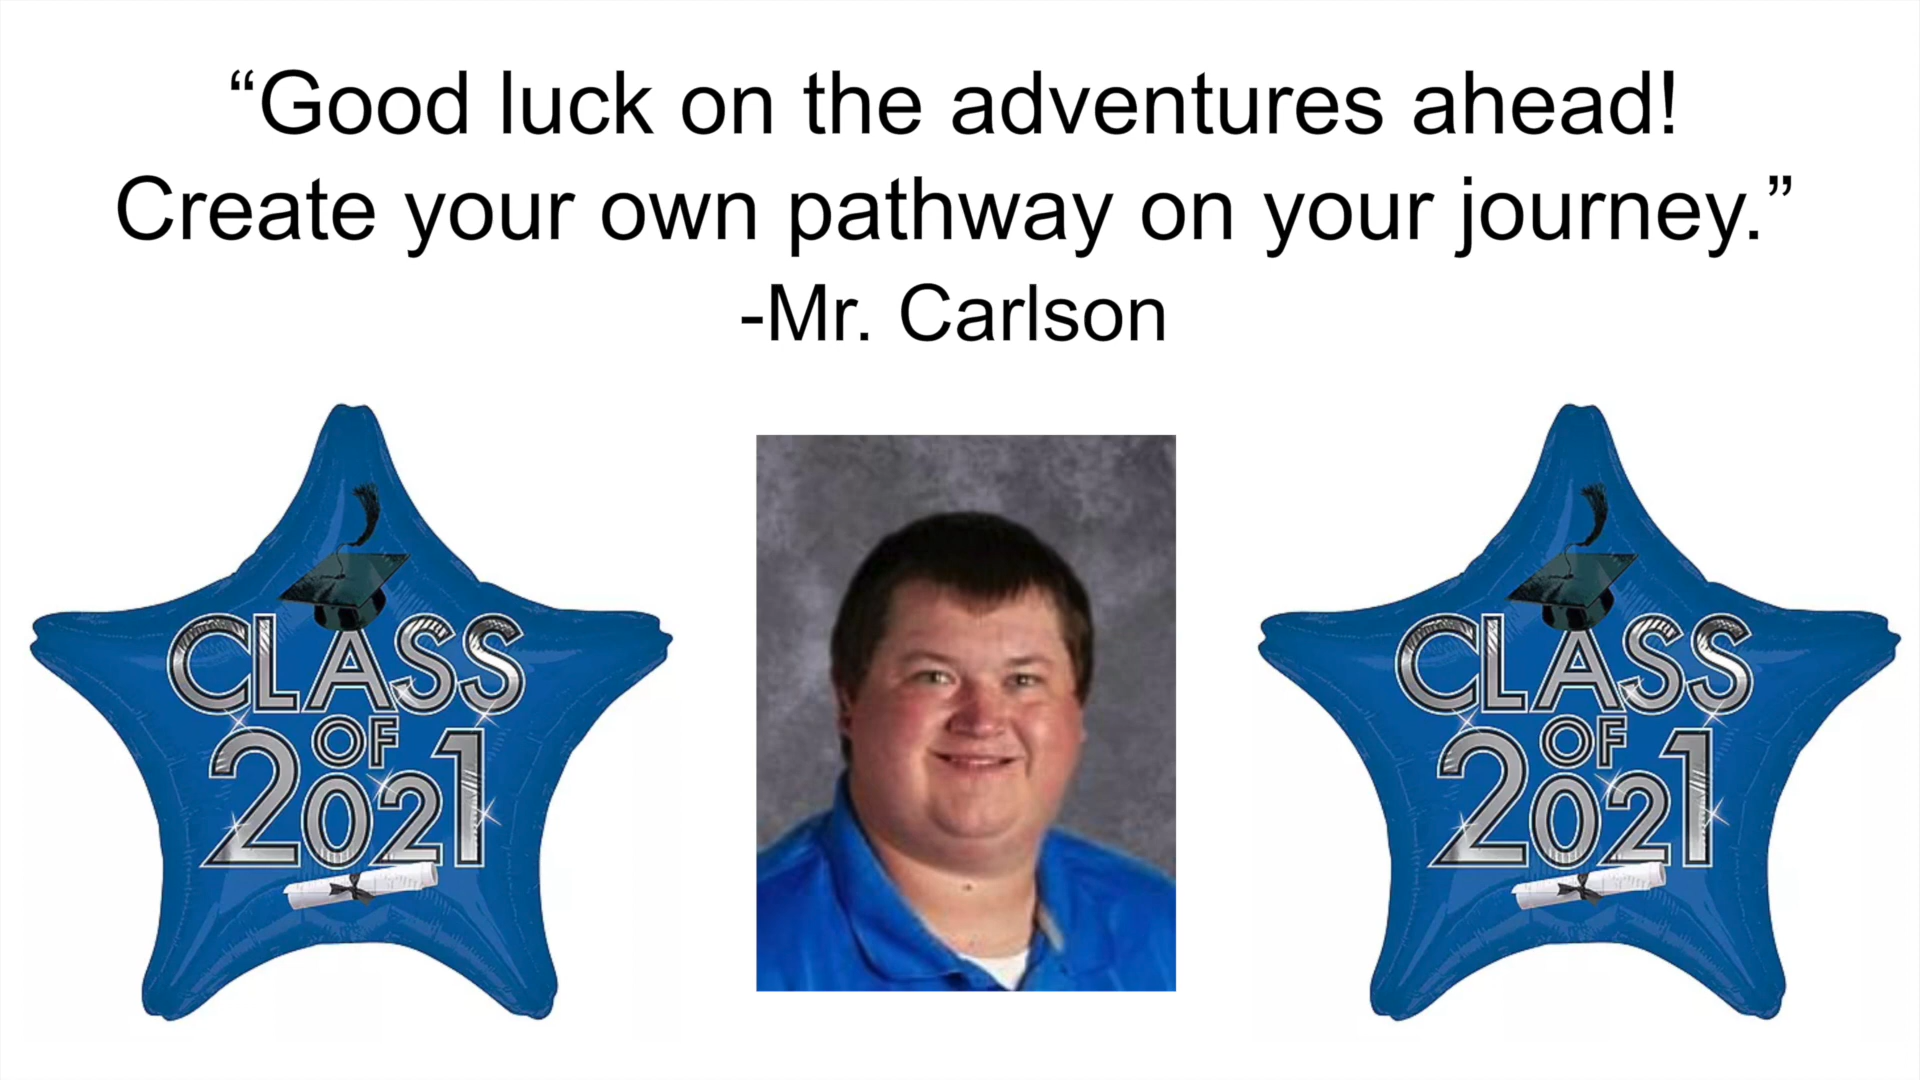 “Good luck on the adventures ahead!
Create your own pathway on your journey.”
-Mr. Carlson
CLASS
OF
2021
CLASS
OF
2021